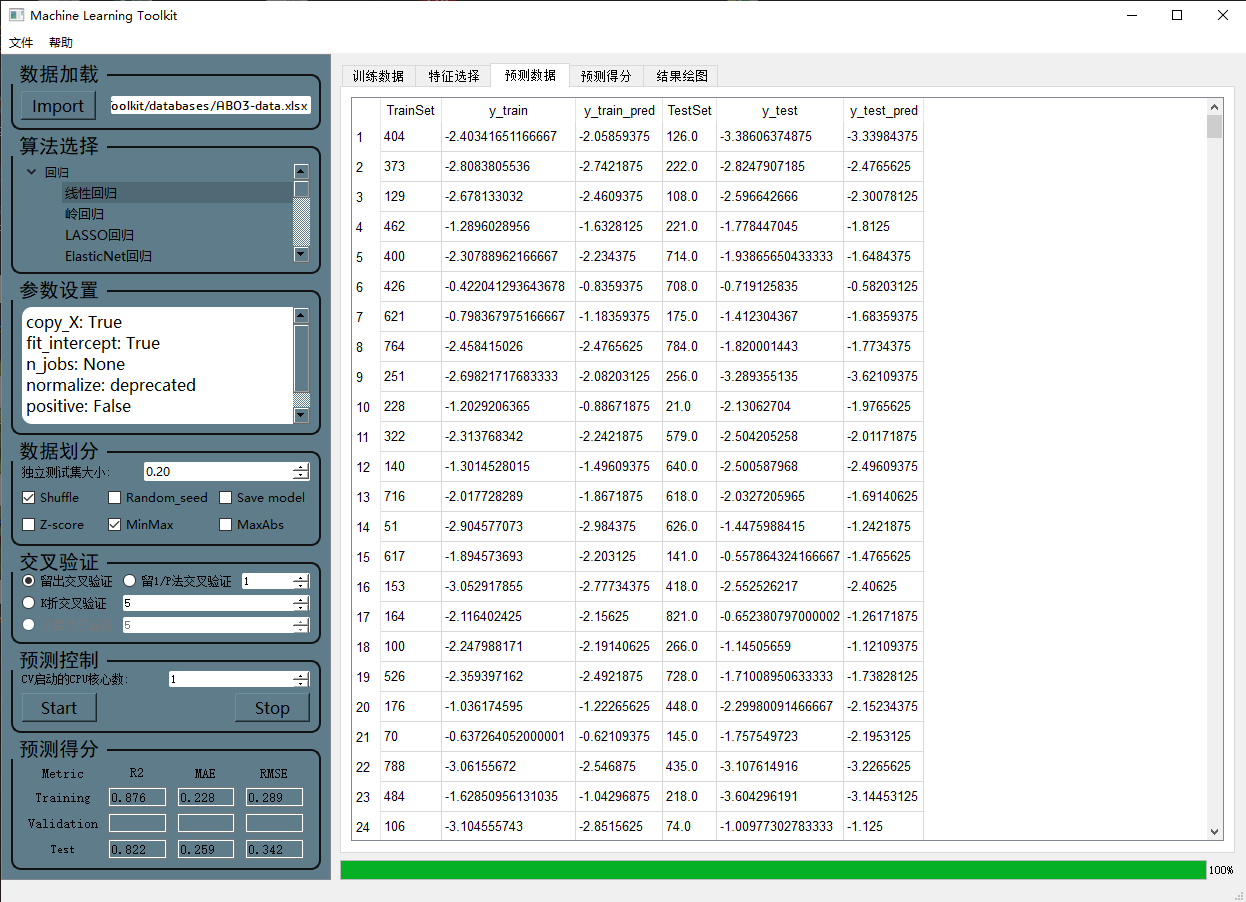 Machine Learning Toolkit
文件 帮助
数据加载
Import oolkit/databases/ABO3-data.xlsx
算法选择
回归
线性回归
岭回归
LASSO回归
ElasticNet回归
参数设置
copy_X: True
fit_intercept: True
n_jobs: None
normalize: deprecated
positive: False
数据划分
独立测试集大小: 0.20
Shuffle Random_seed Save model
Z-score MinMax MaxAbs
交叉验证
留出交叉验证 留1/P法交叉验证 1
K折交叉验证 5
5
预测控制
CV启动的CPU核心数: 1
Start Stop
预测得分
Metric R2 MAE RMSE
Training 0.876 0.228 0.289
Validation
Test 0.822 0.259 0.342
训练数据 特征选择 预测数据 预测得分 结果绘图
TrainSet y_train y_train_pred TestSet y_test y_test_pred
1 404 -2.40341651166667 -2.05859375 126.0 -3.38606374875 -3.33984375
2 373 -2.8083805536 -2.7421875 222.0 -2.8247907185 -2.4765625
3 129 -2.678133032 -2.4609375 108.0 -2.596642666 -2.30078125
4 462 -1.2896028956 -1.6328125 221.0 -1.778447045 -1.8125
5 400 -2.30788962166667 -2.234375 714.0 -1.93865650433333 -1.6484375
6 426 -0.422041293643678 -0.8359375 708.0 -0.719125835 -0.58203125
7 621 -0.798367975166667 -1.18359375 175.0 -1.412304367 -1.68359375
8 764 -2.458415026 -2.4765625 784.0 -1.820001443 -1.7734375
9 251 -2.69821717683333 -2.08203125 256.0 -3.289355135 -3.62109375
10 228 -1.2029206365 -0.88671875 21.0 -2.13062704 -1.9765625
11 322 -2.313768342 -2.2421875 579.0 -2.504205258 -2.01171875
12 140 -1.3014528015 -1.49609375 640.0 -2.500587968 -2.49609375
13 716 -2.017728289 -1.8671875 618.0 -2.0327205965 -1.69140625
14 51 -2.904577073 -2.984375 626.0 -1.4475988415 -1.2421875
15 617 -1.894573693 -2.203125 141.0 -0.557864324166667 -1.4765625
16 153 -3.052917855 -2.77734375 418.0 -2.552526217 -2.40625
17 164 -2.116402425 -2.15625 821.0 -0.652380797000002 -1.26171875
18 100 -2.247988171 -2.19140625 266.0 -1.14505659 -1.12109375
19 526 -2.359397162 -2.4921875 728.0 -1.71008950633333 -1.73828125
20 176 -1.036174595 -1.22265625 448.0 -2.29980091466667 -2.15234375
21 70 -0.637264052000001 -0.62109375 145.0 -1.757549723 -2.1953125
22 788 -3.06155672 -2.546875 435.0 -3.107614916 -3.2265625
23 484 -1.62850956131035 -1.04296875 218.0 -3.604296191 -3.14453125
24 106 -3.104555743 -2.8515625 74.0 -1.00977302783333 -1.125
100%